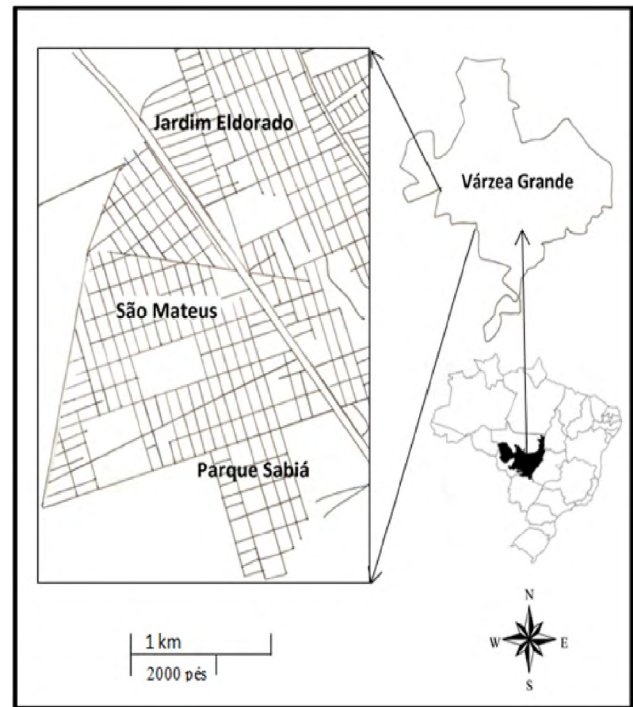 Jardim Eldorado
Várzea Grande
São Mateus
Parque Sabiá
1 km
2000 pés
N
W E
S